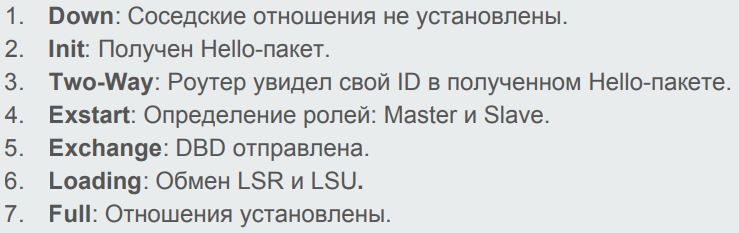 1. Down: Соседские отношения не установлены.
2. Init: Получен Hello-пакет.
3. Two-Way: Роутер увидел свой ID в полученном Hello-пакете.
4. Exstart: Определение ролей: Master и Slave.
5. Exchange: DBD отправлена.
6. Loading: Обмен LSR и LSU.
7. Full: Отношения установлены.